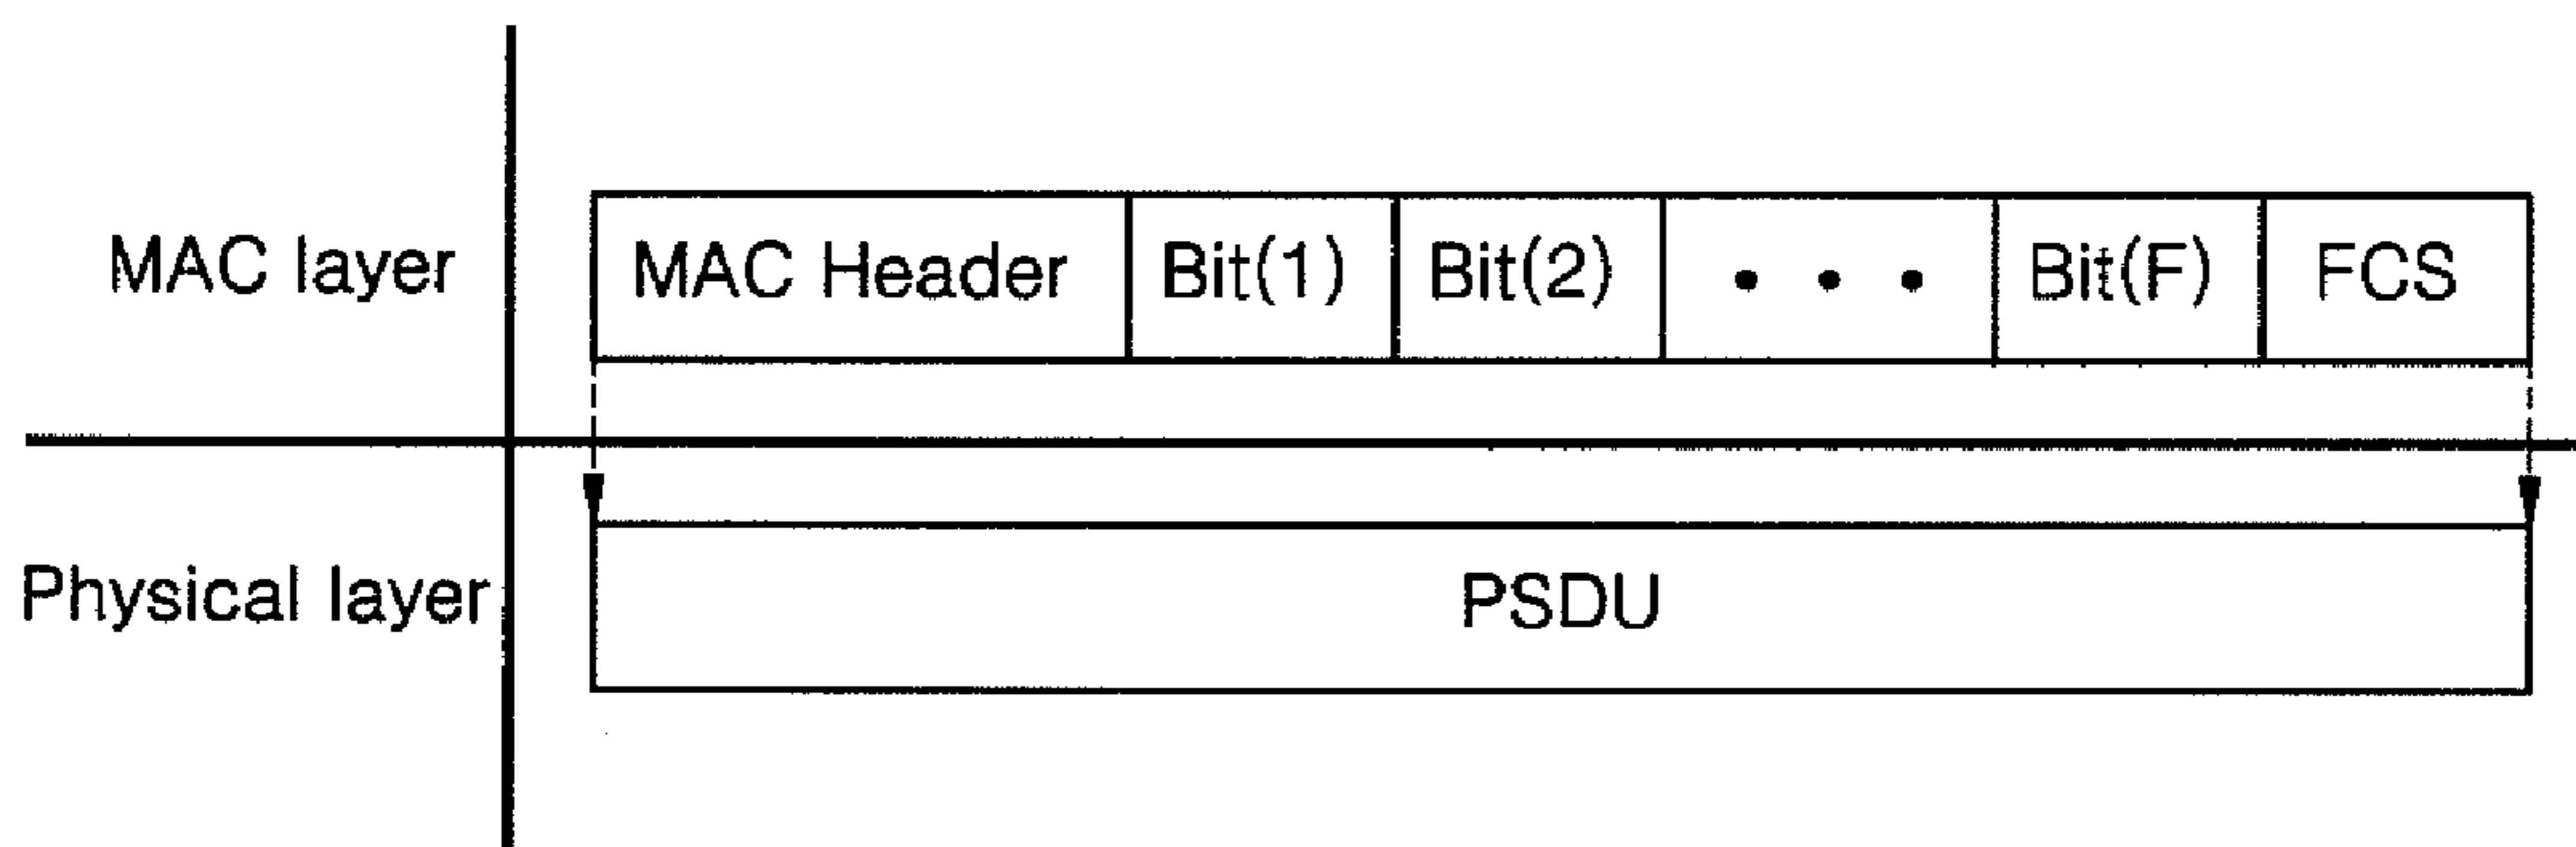 MAC layer MAC Header Bit(1) Bit(2) • • • Bit(F) FCS
Physical layer PSDU